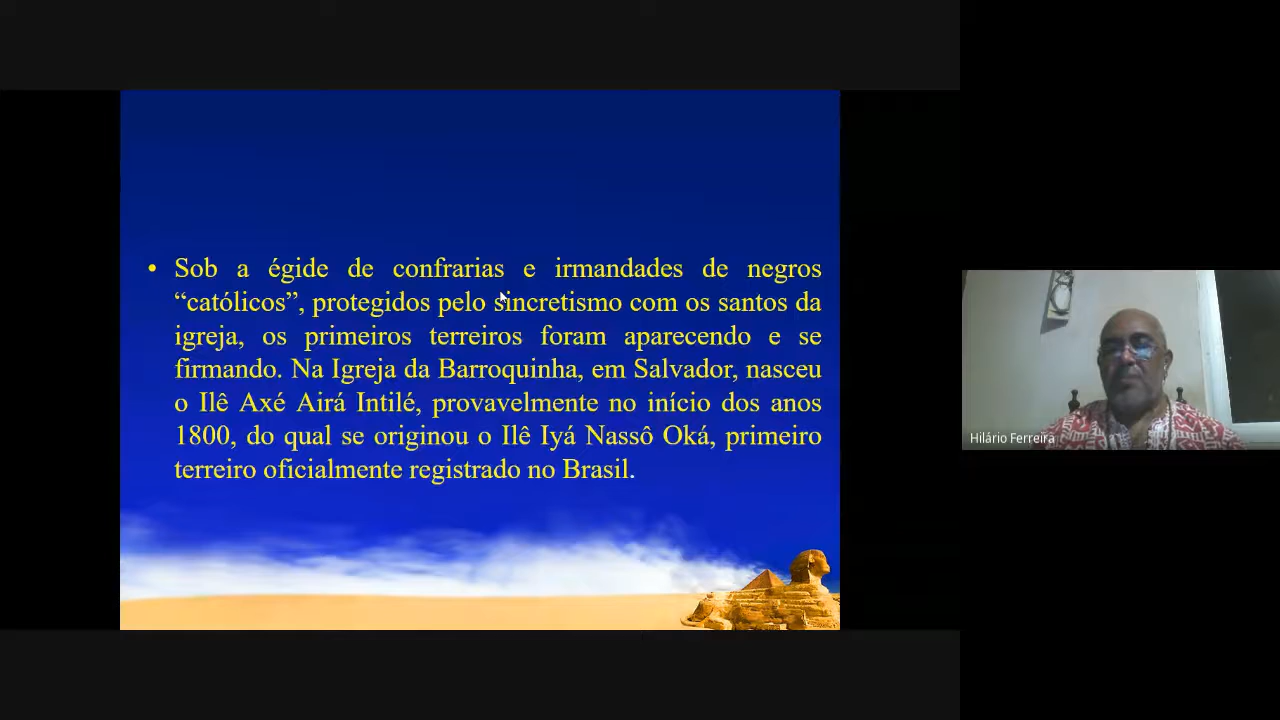 • Sob a égide de confrarias e irmandades de negros
“católicos”, protegidos pelo sincretismo com os santos da
igreja, os primeiros terreiros foram aparecendo e se
firmando. Na Igreja da Barroquinha, em Salvador, nasceu
o Ilê Axé Airá Intilé, provavelmente no início dos anos
1800, do qual se originou o Ilê Iyá Nassô Oká, primeiro
terreiro oficialmente registrado no Brasil.
Hilário Ferreira